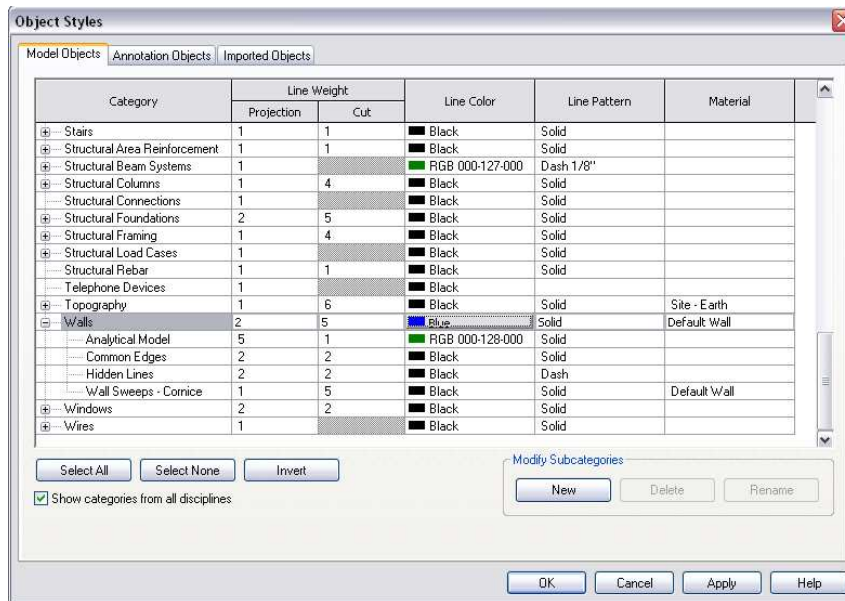 Object Styles
Model Objects Annotation Objects Imported Objects
Category Line Weight Line Color Line Pattern Material
Projection Cut
Stairs 1 1 Black Solid
Structural Area Reinforcement 1 1 Black Solid
Structural Beam Systems 1 RGB 000-127-000 Dash 1/8"
Structural Columns 1 4 Black Solid
Structural Connections 1 Black Solid
Structural Foundations 2 5 Black Solid
Structural Framing 1 4 Black Solid
Structural Load Cases 1 Black Solid
Structural Rebar 1 1 Black Solid
Telephone Devices 1 Black
Topography 1 6 Black Solid Site - Earth
Walls 2 5 Blue Solid Default Wall
Analytical Model 5 1 RGB 000-128-000 Solid
Common Edges 2 2 Black Solid
Hidden Lines 2 2 Black Dash
Wall Sweeps - Cornice 1 5 Black Solid Default Wall
Windows 2 2 Black Solid
Wires 1 Black Solid
Select All Select None Invert
Modify Subcategories
New Delete Rename
Show categories from all disciplines
OK Cancel Apply Help